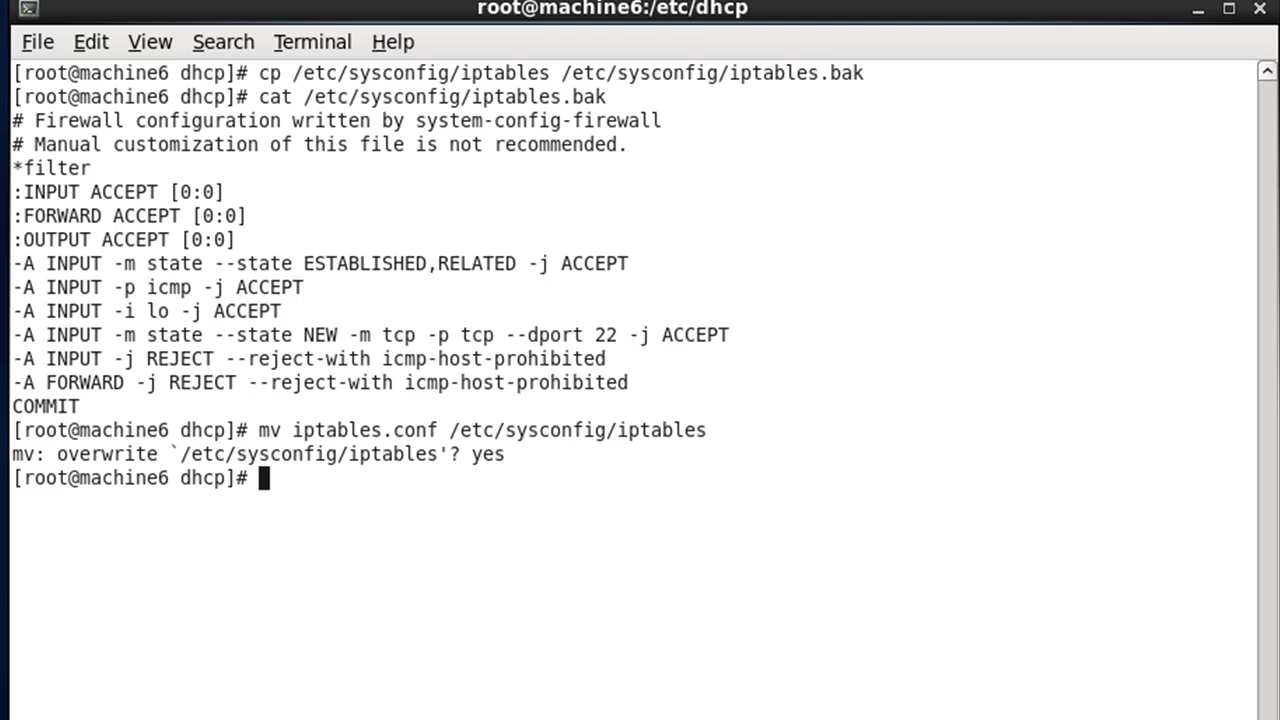 root@machine6:/etc/dhcp
File Edit View Search Terminal Help
[root@machine6 dhcp]# cp /etc/sysconfig/iptables /etc/sysconfig/iptables.bak
[root@machine6 dhcp]# cat /etc/sysconfig/iptables.bak
# Firewall configuration written by system-config-firewall
# Manual customization of this file is not recommended.
*filter
:INPUT ACCEPT [0:0]
:FORWARD ACCEPT [0:0]
:OUTPUT ACCEPT [0:0]
-A INPUT -m state --state ESTABLISHED,RELATED -j ACCEPT
-A INPUT -p icmp -j ACCEPT
-A INPUT -i lo -j ACCEPT
-A INPUT -m state --state NEW -m tcp -p tcp --dport 22 -j ACCEPT
-A INPUT -j REJECT --reject-with icmp-host-prohibited
-A FORWARD -j REJECT --reject-with icmp-host-prohibited
COMMIT
[root@machine6 dhcp]# mv iptables.conf /etc/sysconfig/iptables
mv: overwrite `/etc/sysconfig/iptables'? yes
[root@machine6 dhcp]#